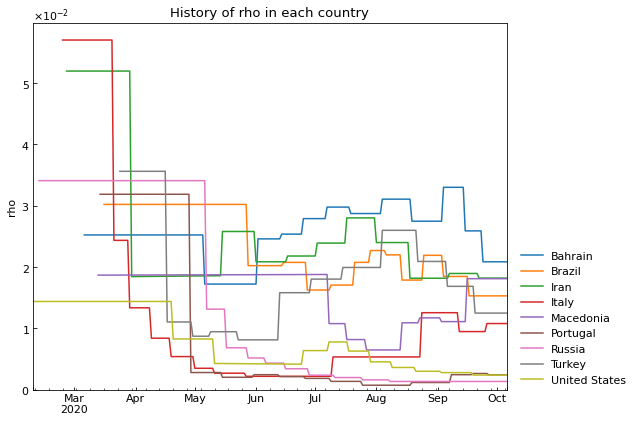 History of rho in each country
×10⁻²
5
4
3
2
1
0
rho
Mar Apr May Jun Jul Aug Sep Oct
2020
Bahrain
Brazil
Iran
Italy
Macedonia
Portugal
Russia
Turkey
United States